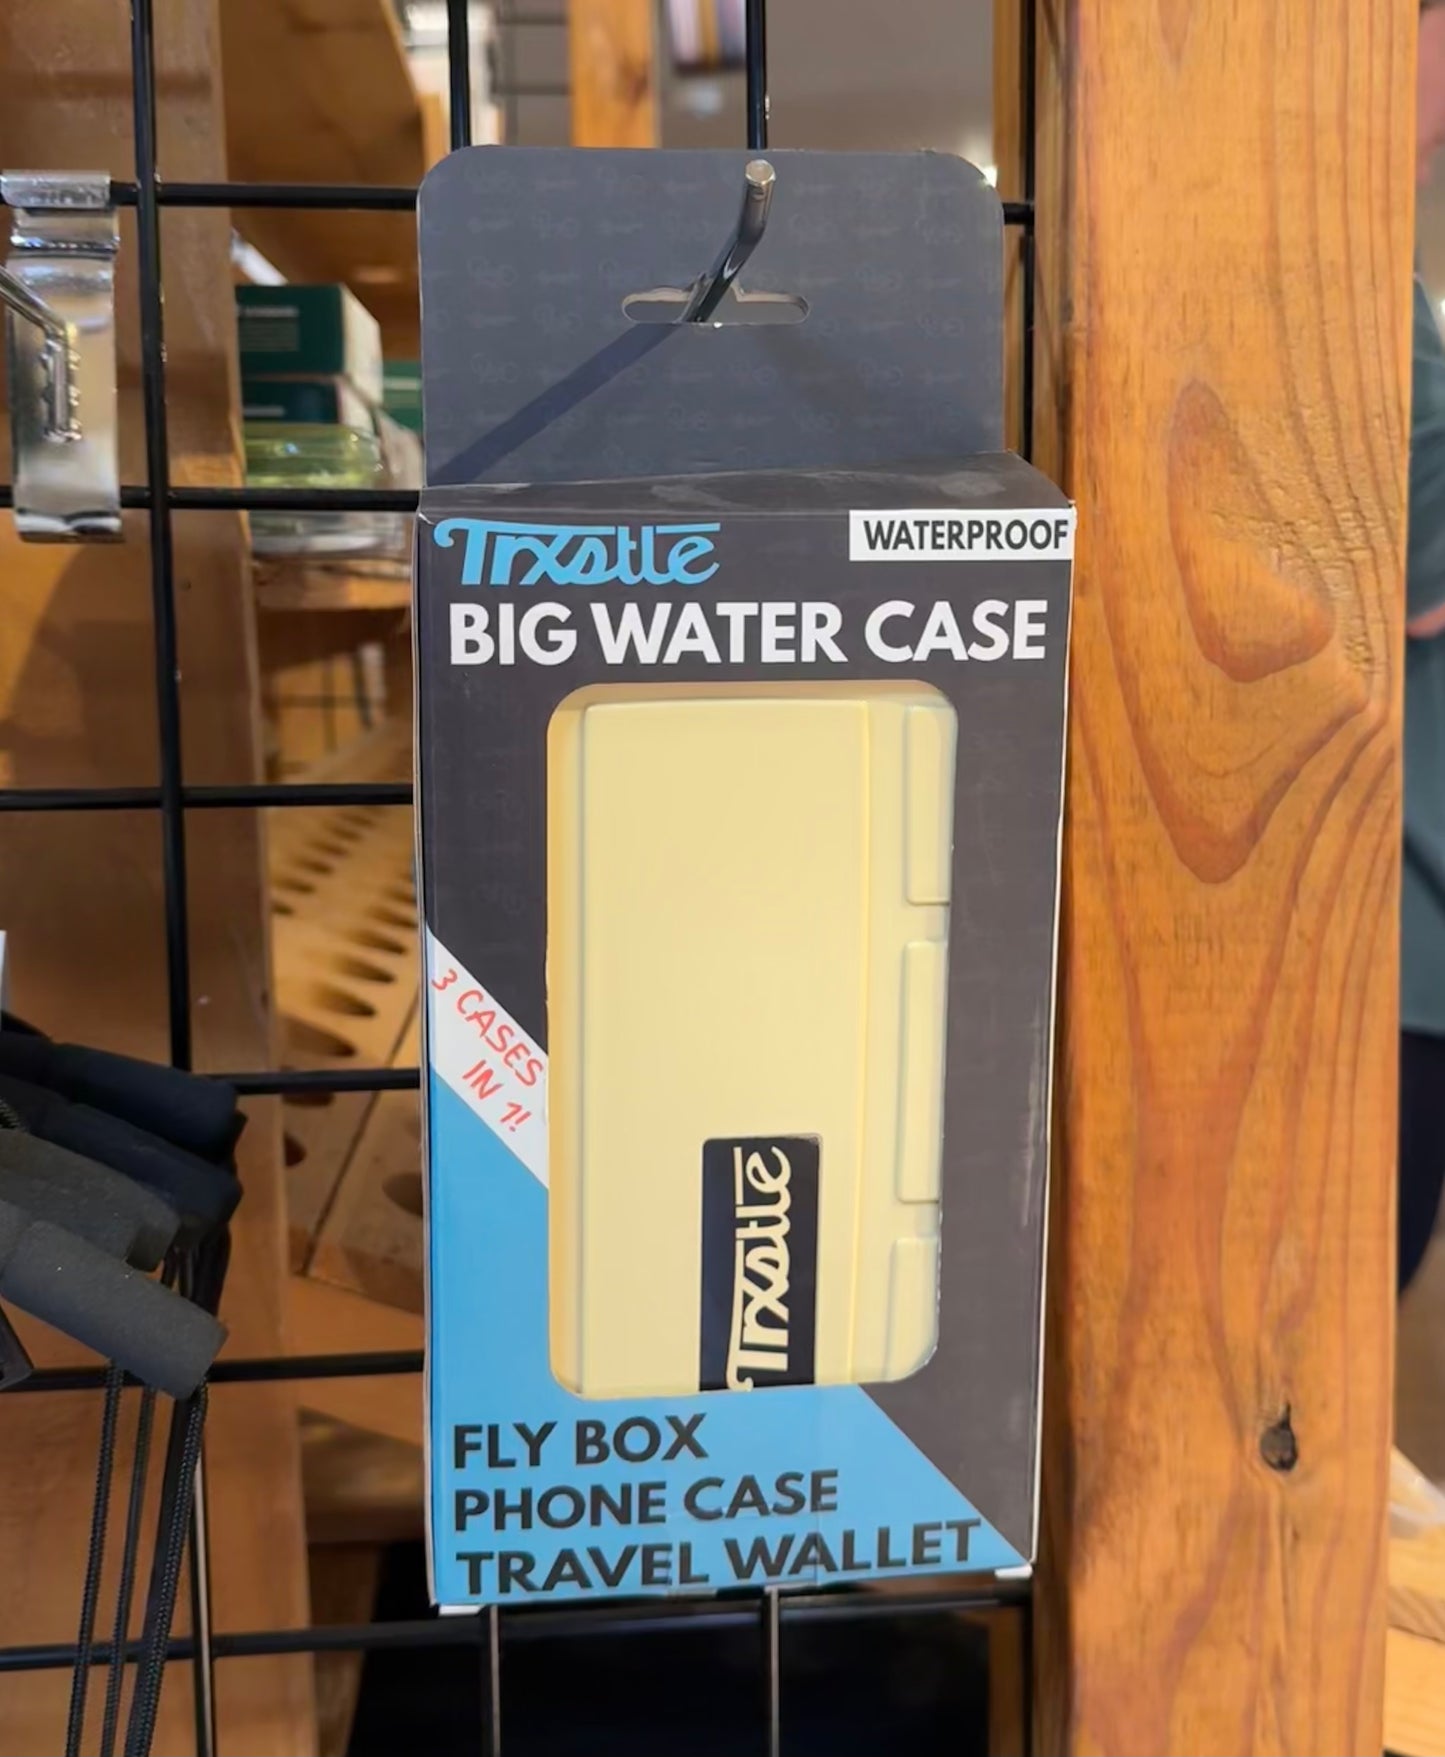 Trxstle
WATERPROOF
BIG WATER CASE
3 CASES
IN 1!
Trxstle
FLY BOX
PHONE CASE
TRAVEL WALLET